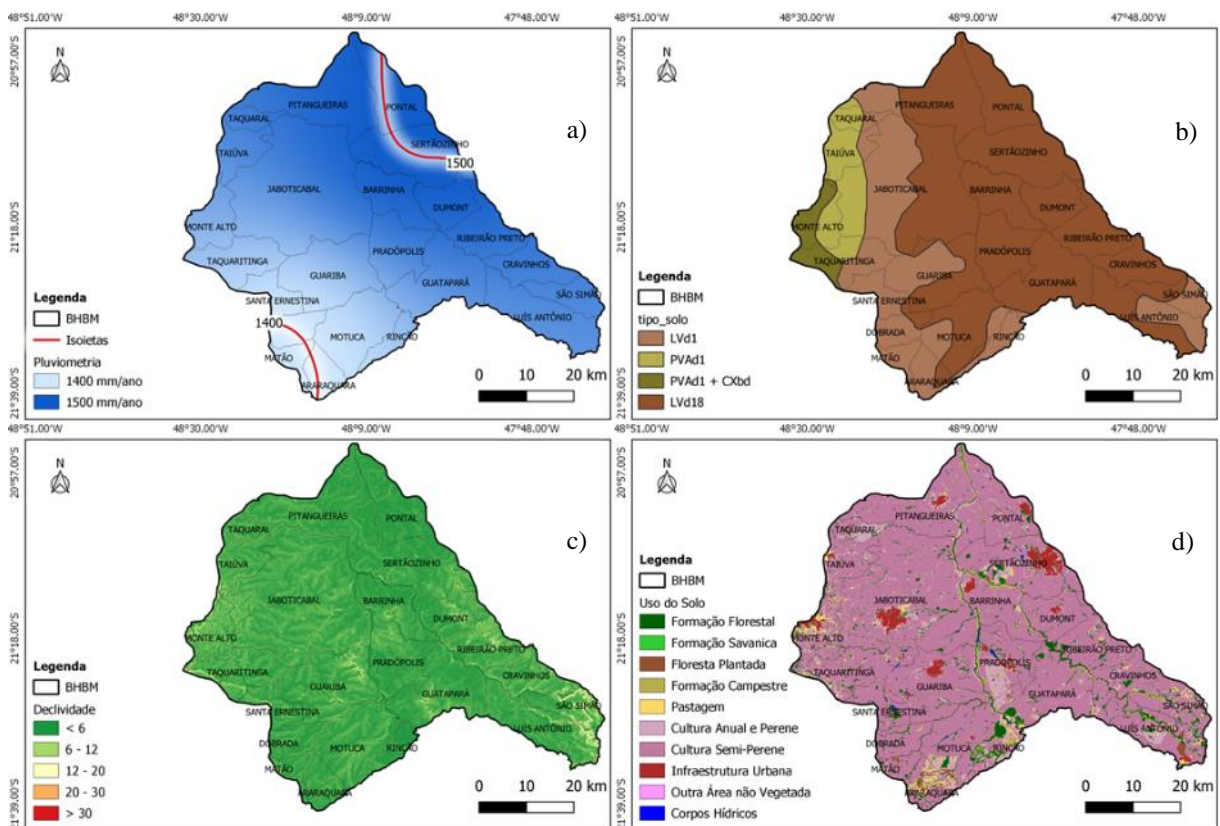 48°51.00'W 48°30.00'W 48°9.00'W 47°48.00'W
20°57.00'S
21°18.00'S
21°39.00'S
N
a)
PITANGUEIRAS
PONTAL
TAQUARAL
SERTÃOZINHO
TAIÚVA
1500
JABOTICABAL
BARRINHA
DUMONT
MONTE ALTO
RIBEIRÃO PRETO
PRADÓPOLIS
TAQUARITINGA
CRAVINHOS
GUARIBA
GUATAPARÁ
SÃO SIMÃO
SANTA ERNESTINA
LUÍS ANTÔNIO
1400
MOTUCA
RINCÃO
MATÃO
ARARAQUARA
Legenda
BHBM
Isoietas
Pluviometria
1400 mm/ano
1500 mm/ano
0 10 20 km
48°51.00'W 48°30.00'W 48°9.00'W 47°48.00'W
20°57.00'S
21°18.00'S
21°39.00'S
N
b)
PITANGUEIRAS
PONTAL
TAQUARAL
SERTÃOZINHO
TAIÚVA
JABOTICABAL
BARRINHA
DUMONT
MONTE ALTO
RIBEIRÃO PRETO
PRADÓPOLIS
TAQUARITINGA
CRAVINHOS
GUARIBA
GUATAPARÁ
SÃO SIMÃO
SANTA ERNESTINA
LUÍS ANTÔNIO
DOBRADA
MOTUCA
RINCÃO
MATÃO
ARARAQUARA
Legenda
BHBM
tipo_solo
LVd1
PVAd1
PVAd1 + CXbd
LVd18
0 10 20 km
48°51.00'W 48°30.00'W 48°9.00'W 47°48.00'W
20°57.00'S
21°18.00'S
21°39.00'S
N
c)
PITANGUEIRAS
PONTAL
TAQUARAL
SERTÃOZINHO
TAIÚVA
JABOTICABAL
BARRINHA
DUMONT
MONTE ALTO
RIBEIRÃO PRETO
PRADÓPOLIS
TAQUARITINGA
CRAVINHOS
GUARIBA
GUATAPARÁ
SÃO SIMÃO
SANTA ERNESTINA
LUÍS ANTÔNIO
DOBRADA
MOTUCA
RINCÃO
MATÃO
ARARAQUARA
Legenda
BHBM
Declividade
< 6
6 - 12
12 - 20
20 - 30
> 30
0 10 20 km
48°51.00'W 48°30.00'W 48°9.00'W 47°48.00'W
20°57.00'S
21°18.00'S
21°39.00'S
N
d)
PITANGUEIRAS
PONTAL
TAQUARAL
SERTÃOZINHO
TAIÚVA
JABOTICABAL
BARRINHA
DUMONT
MONTE ALTO
RIBEIRÃO PRETO
PRADÓPOLIS
TAQUARITINGA
CRAVINHOS
GUARIBA
GUATAPARÁ
SÃO SIMÃO
SANTA ERNESTINA
LUÍS ANTÔNIO
DOBRADA
MOTUCA
RINCÃO
MATÃO
ARARAQUARA
Legenda
BHBM
Uso do Solo
Formação Florestal
Formação Savanica
Floresta Plantada
Formação Campestre
Pastagem
Cultura Anual e Perene
Cultura Semi-Perene
Infraestrutura Urbana
Outra Área não Vegetada
Corpos Hídricos
0 10 20 km